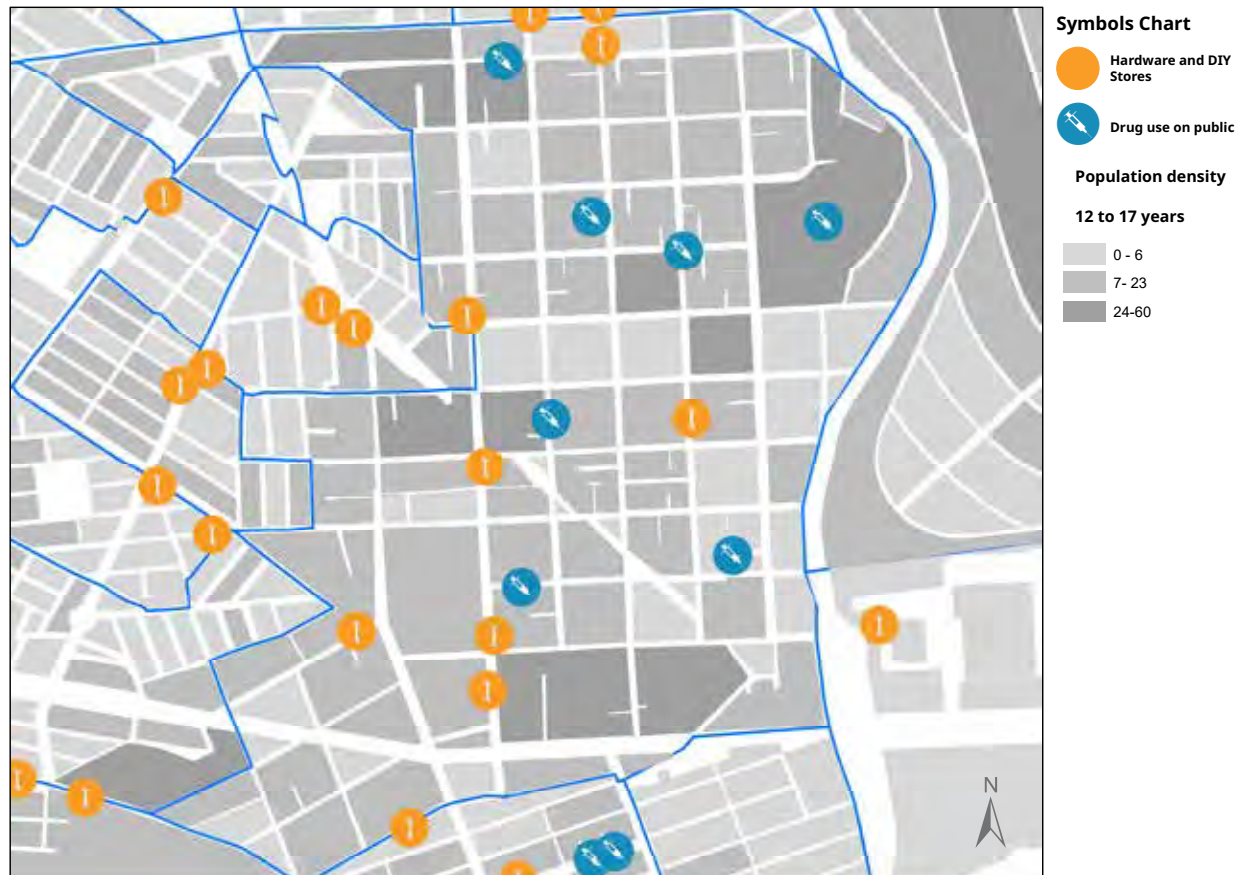 Symbols Chart
Hardware and DIY
Stores
Drug use on public
Population density
12 to 17 years
0 - 6
7- 23
24-60
N